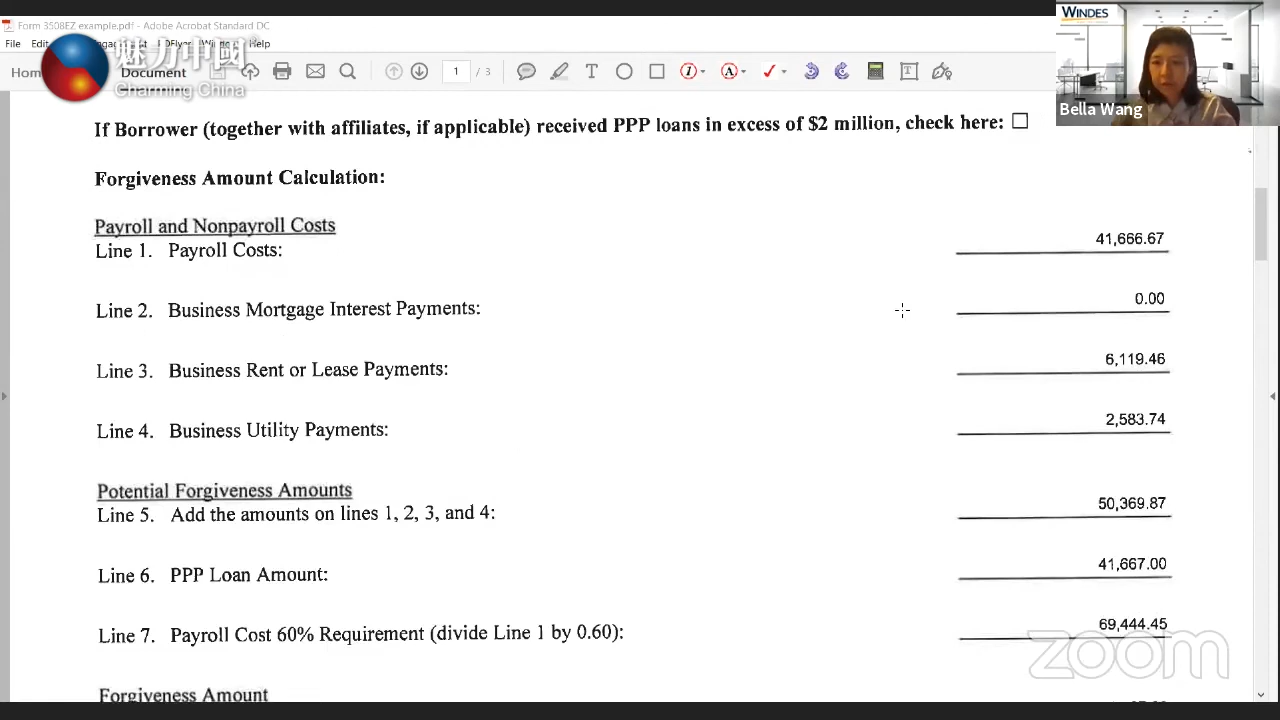 Form 3508EZ example.pdf - Adobe Acrobat Standard DC
File
Help
魅力中國
Charming China
Document
1 / 3
WINDES
Bella Wang
If Borrower (together with affiliates, if applicable) received PPP loans in excess of $2 million, check here:
Forgiveness Amount Calculation:
Payroll and Nonpayroll Costs
Line 1. Payroll Costs: 41,666.67
Line 2. Business Mortgage Interest Payments: 0.00
Line 3. Business Rent or Lease Payments: 6,119.46
Line 4. Business Utility Payments: 2,583.74
Potential Forgiveness Amounts
Line 5. Add the amounts on lines 1, 2, 3, and 4: 50,369.87
Line 6. PPP Loan Amount: 41,667.00
Line 7. Payroll Cost 60% Requirement (divide Line 1 by 0.60): 69,444.45
zoom
Forgiveness Amount